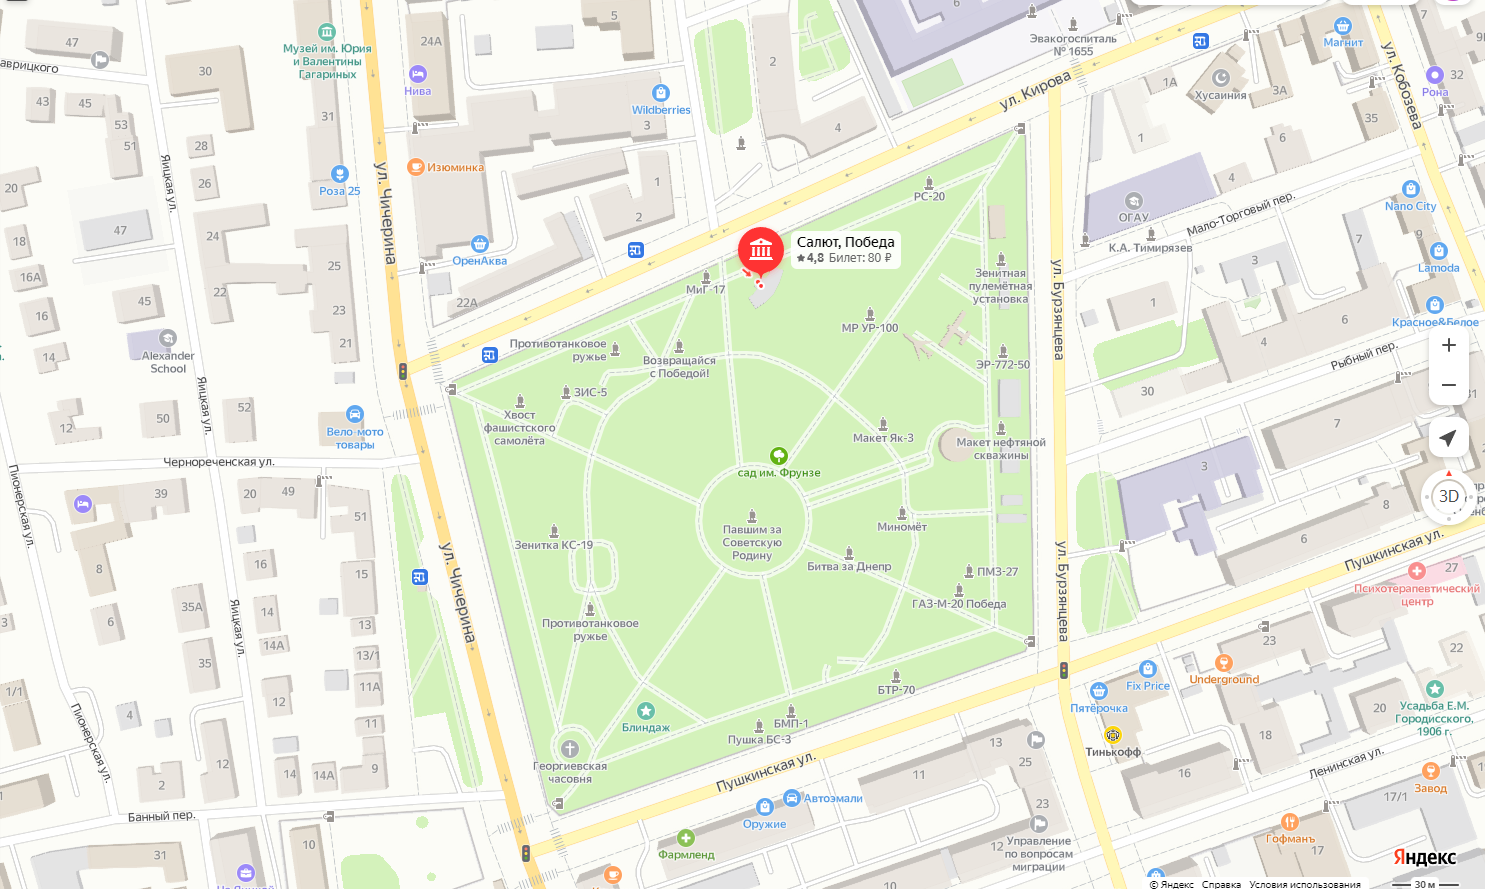 47
аврицкого
30
Музей им. Юрия
и Валентины
Гагариных
24А
Нива
2
6
Эвакогоспиталь
№ 1655
Магнит
ул. Кобозева
32
Рона
43
45
53
51
31
Wildberries
3
4
ул. Кирова
1А
Хусаиния
3А
35
28
26
20
Яицкая ул.
Роза 25
ул. Чичерина
Изюминка
1
2
РС-20
1
4
ОГАУ
Мало-Торговый пер.
Nano City
К.А. Тимирязев
9
Lamoda
18
47
24
25
22
23
21
16А
16
14
45
Alexander
School
ОренАква
22А
Салют, Победа
4,8 Билет: 80 ₽
МиГ-17
Зенитная
пулемётная
установка
МР УР-100
ул. Бурзянцева
1
6
6
4
Красное&Белое
Рыбный пер.
30
7
Противотанковое
ружье
Возвращайся
с Победой!
ЭР-772-50
ЗИС-5
Хвост
фашистского
самолёта
Макет Як-3
Макет нефтяной
скважины
12
50
52
Яицкая ул.
Вело-мото
товары
Чернореченская ул.
Пионерская ул.
39
20
49
сад им. Фрунзе
3
3D
8
8
16
15
Зенитка КС-19
Павшим за
Советскую
Родину
Миномёт
Битва за Днепр
ПМЗ-27
ГАЗ-М-20 Победа
ул. Бурзянцева
Пушкинская ул.
27
Психотерапевтический
центр
ул. Чичерина
35А
6
3
14
13
14А
13/1
Яицкая ул.
35
12
11А
11
1/1
4
Пионерская ул.
Противотанковое
ружье
Блиндаж
Георгиевская
часовня
БТР-70
БМП-1
Пушка БС-3
Пушкинская ул.
23
22
Underground
Fix Price
Пятёрочка
20
Усадьба Е.М.
Городисского,
1906 г.
18
Тинькофф
16
Ленинская ул.
Завод
17/1
2
14
14А
9
Банный пер.
31
10
12
13
25
11
23
12
Автоэмали
Оружие
Фармленд
Управление
по вопросам
миграции
Гофманъ
17
Яндекс
© Яндекс Справка Условия использования
30 м